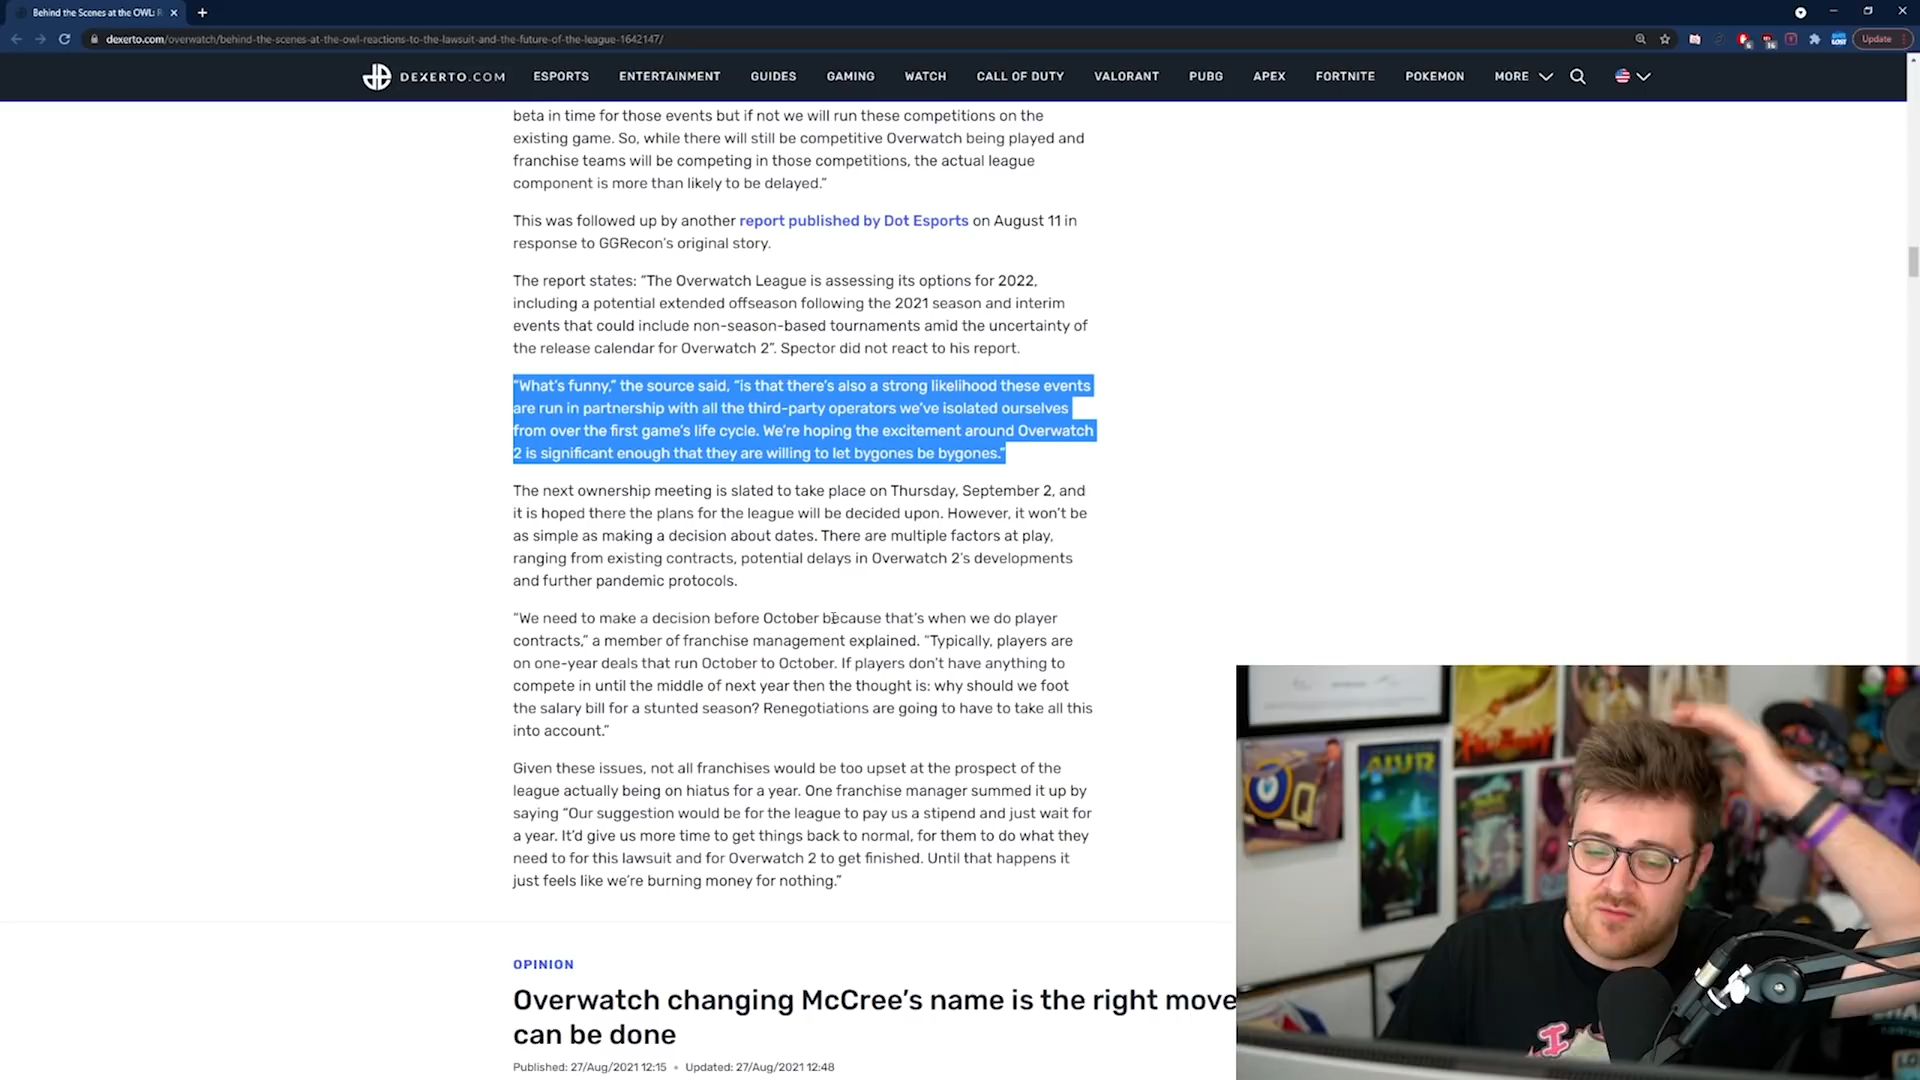 Behind the Scenes at the OWL: R
dexerto.com/overwatch/behind-the-scenes-at-the-owl-reactions-to-the-lawsuit-and-the-future-of-the-league-1642147/
Update
DEXERTO.COM
ESPORTS
ENTERTAINMENT
GUIDES
GAMING
WATCH
CALL OF DUTY
VALORANT
PUBG
APEX
FORTNITE
POKEMON
MORE
beta in time for those events but if not we will run these competitions on the
existing game. So, while there will still be competitive Overwatch being played and
franchise teams will be competing in those competitions, the actual league
component is more than likely to be delayed.”
This was followed up by another report published by Dot Esports on August 11 in
response to GGRecon’s original story.
The report states: “The Overwatch League is assessing its options for 2022,
including a potential extended offseason following the 2021 season and interim
events that could include non-season-based tournaments amid the uncertainty of
the release calendar for Overwatch 2”. Spector did not react to his report.
“What’s funny,” the source said, “is that there’s also a strong likelihood these events
are run in partnership with all the third-party operators we’ve isolated ourselves
from over the first game’s life cycle. We’re hoping the excitement around Overwatch
2 is significant enough that they are willing to let bygones be bygones.”
The next ownership meeting is slated to take place on Thursday, September 2, and
it is hoped there the plans for the league will be decided upon. However, it won’t be
as simple as making a decision about dates. There are multiple factors at play,
ranging from existing contracts, potential delays in Overwatch 2’s developments
and further pandemic protocols.
“We need to make a decision before October because that’s when we do player
contracts,” a member of franchise management explained. “Typically, players are
on one-year deals that run October to October. If players don’t have anything to
compete in until the middle of next year then the thought is: why should we foot
the salary bill for a stunted season? Renegotiations are going to have to take all this
into account.”
Given these issues, not all franchises would be too upset at the prospect of the
league actually being on hiatus for a year. One franchise manager summed it up by
saying “Our suggestion would be for the league to pay us a stipend and just wait for
a year. It’d give us more time to get things back to normal, for them to do what they
need to for this lawsuit and for Overwatch 2 to get finished. Until that happens it
just feels like we’re burning money for nothing.”
OPINION
Overwatch changing McCree’s name is the right move
can be done
Published: 27/Aug/2021 12:15 • Updated: 27/Aug/2021 12:48